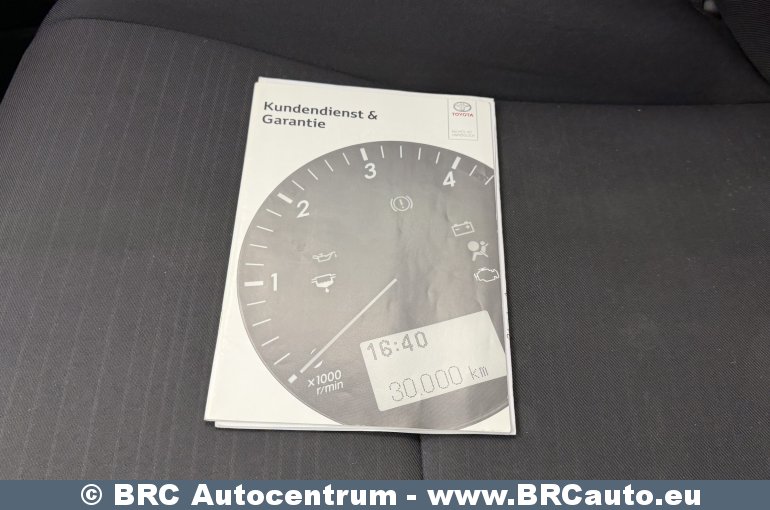 Kundendienst &
Garantie
TOYOTA
1
2
3
4
x1000
r/min
16:40
30.000 km
© BRC Autocentrum - www.BRCauto.eu